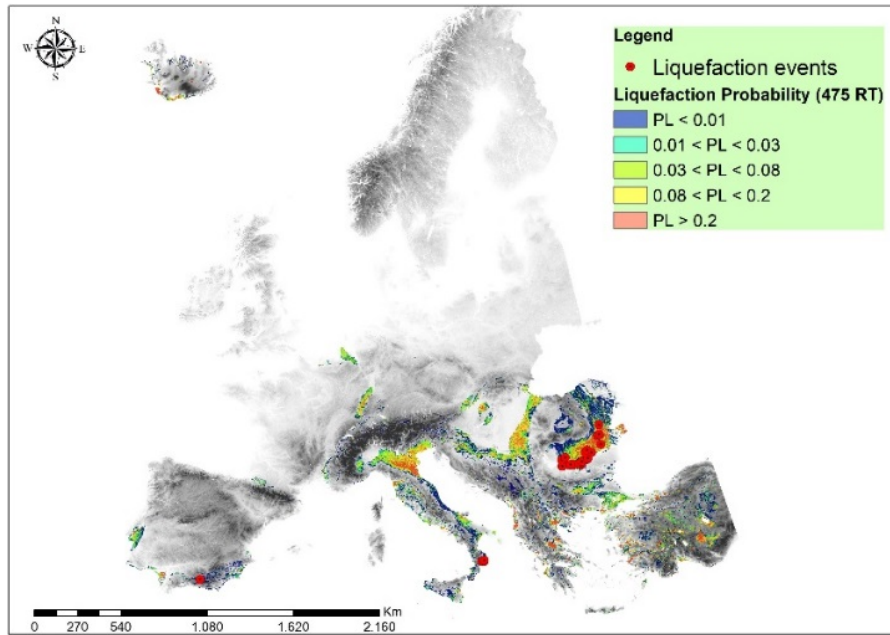 N
W E
S
Legend
Liquefaction events
Liquefaction Probability (475 RT)
PL < 0.01
0.01 < PL < 0.03
0.03 < PL < 0.08
0.08 < PL < 0.2
PL > 0.2
Km
0 270 540 1.080 1.620 2.160